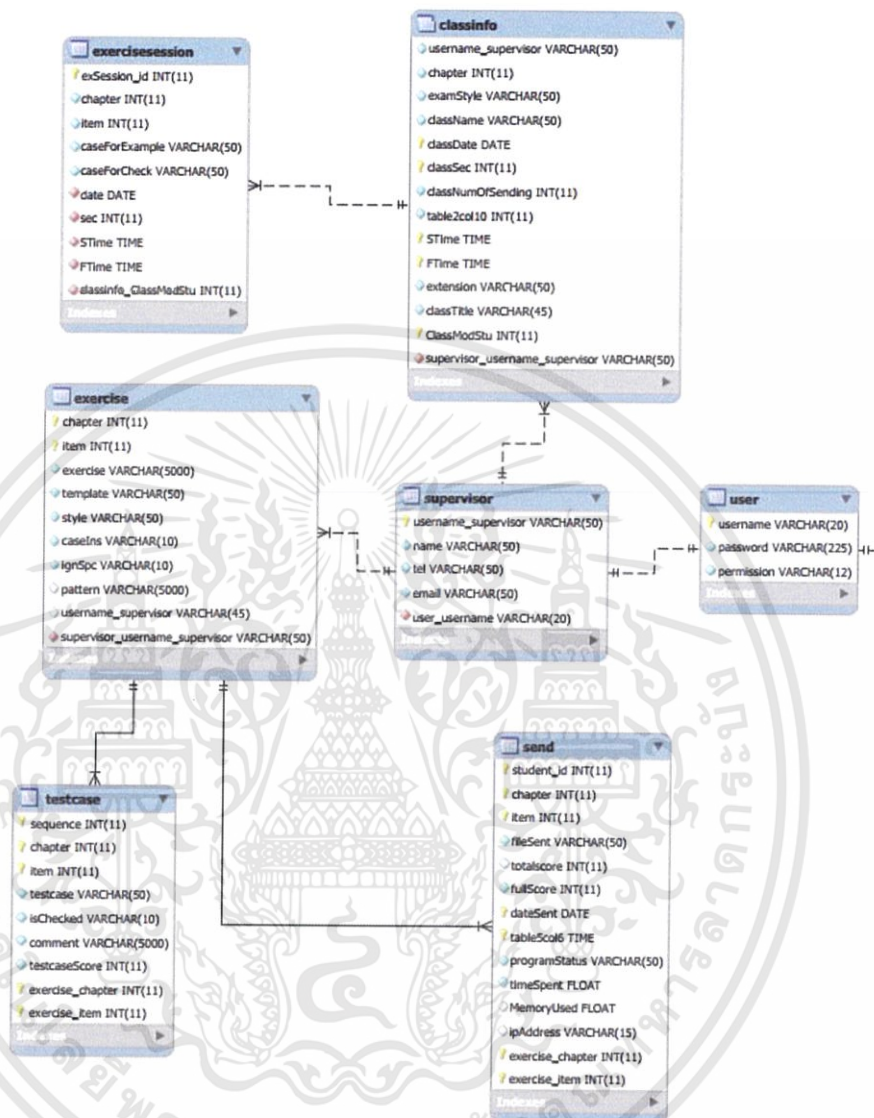 exercisesession
exSession_id INT(11)
chapter INT(11)
item INT(11)
caseForExample VARCHAR(50)
caseForCheck VARCHAR(50)
date DATE
sec INT(11)
STime TIME
FTime TIME
classinfo_ClassModStu INT(11)
Indexes
classinfo
username_supervisor VARCHAR(50)
chapter INT(11)
examStyle VARCHAR(50)
className VARCHAR(50)
classDate DATE
classSec INT(11)
classNumOfSending INT(11)
table2col10 INT(11)
STime TIME
FTime TIME
extension VARCHAR(50)
classTitle VARCHAR(45)
ClassModStu INT(11)
supervisor_username_supervisor VARCHAR(50)
Indexes
exercise
chapter INT(11)
item INT(11)
exercise VARCHAR(5000)
template VARCHAR(50)
style VARCHAR(50)
caseIns VARCHAR(10)
ignSpc VARCHAR(10)
pattern VARCHAR(5000)
username_supervisor VARCHAR(45)
supervisor_username_supervisor VARCHAR(50)
supervisor
username_supervisor VARCHAR(50)
name VARCHAR(50)
tel VARCHAR(50)
email VARCHAR(50)
user_username VARCHAR(20)
user
username VARCHAR(20)
password VARCHAR(225)
permission VARCHAR(12)
Indexes
testcase
sequence INT(11)
chapter INT(11)
item INT(11)
testcase VARCHAR(50)
isChecked VARCHAR(10)
comment VARCHAR(5000)
testcaseScore INT(11)
exercise_chapter INT(11)
exercise_item INT(11)
Indexes
send
student_id INT(11)
chapter INT(11)
item INT(11)
fileSent VARCHAR(50)
totalscore INT(11)
fullScore INT(11)
dateSent DATE
table5col6 TIME
programStatus VARCHAR(50)
timeSpent FLOAT
MemoryUsed FLOAT
ipAddress VARCHAR(15)
exercise_chapter INT(11)
exercise_item INT(11)
Indexes